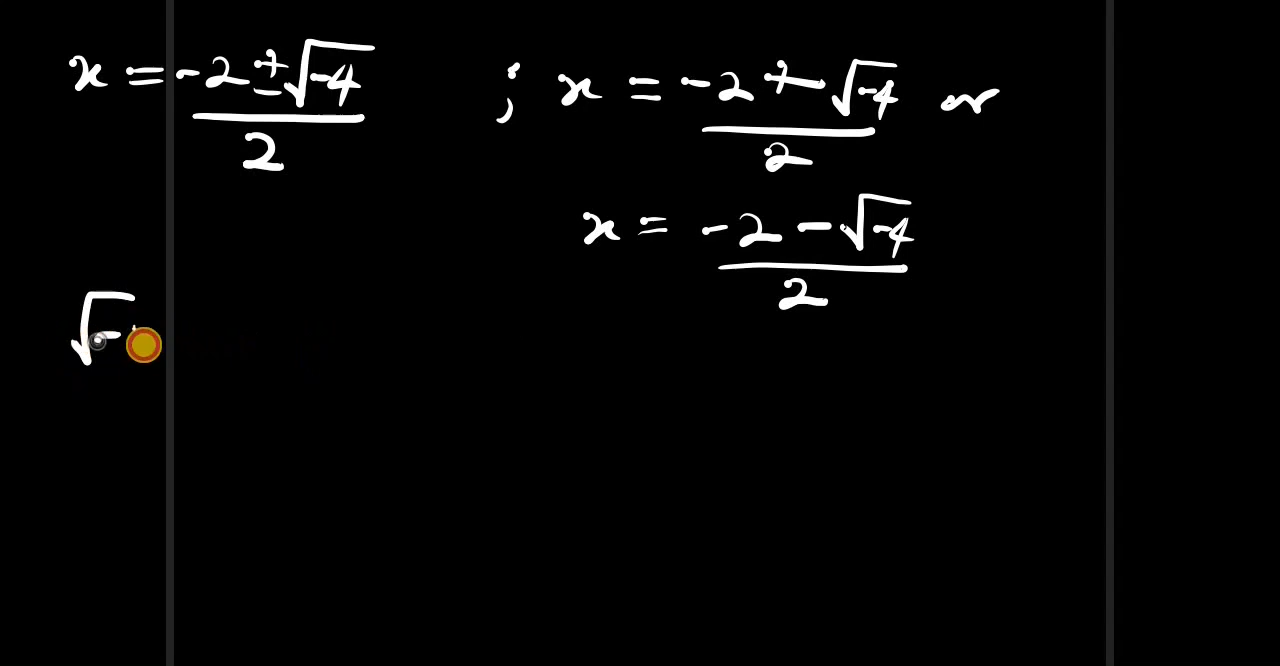 x = -2 ± √-4 / 2 ; x = -2 + √-4 / 2 or
x = -2 - √-4 / 2
√-